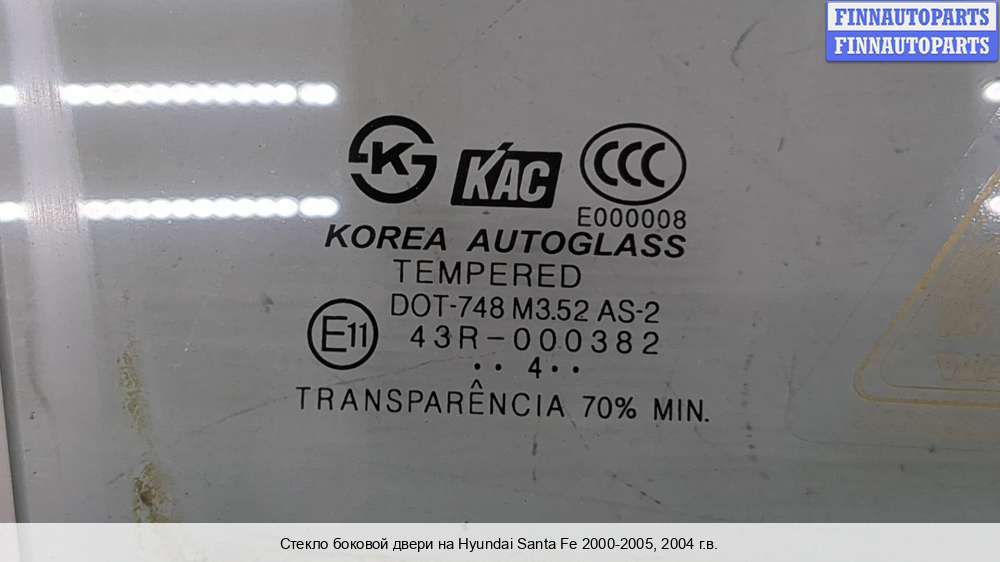 FINNAUTOPARTS
FINNAUTOPARTS
KS KAC CCC
E000008
KOREA AUTOGLASS
TEMPERED
DOT-748 M3.52 AS-2
E11 43R-000382
•• 4 ••
TRANSPARÊNCIA 70% MIN.
Стекло боковой двери на Hyundai Santa Fe 2000-2005, 2004 г.в.